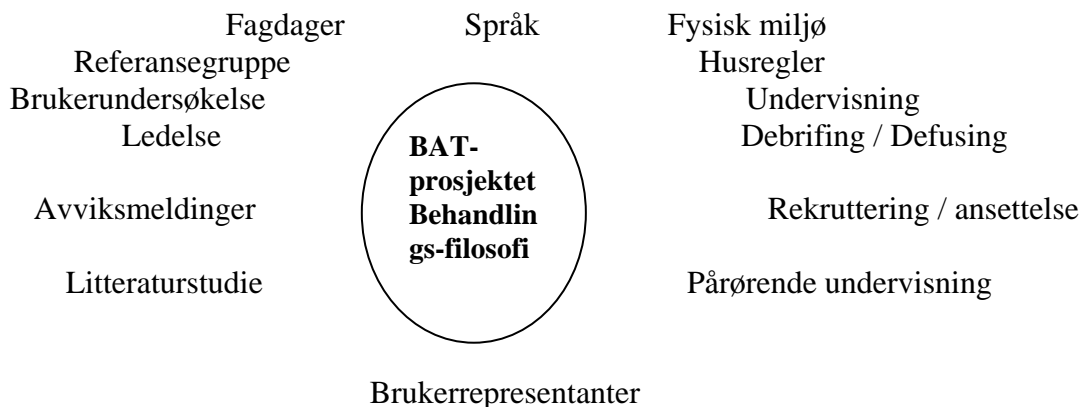 Fagdager Språk Fysisk miljø
Referansegruppe Husregler
Brukerundersøkelse Undervisning
Ledelse Debrifing / Defusing
BAT-
prosjektet
Behandlin
gs-filosofi
Avviksmeldinger Rekruttering / ansettelse
Litteraturstudie Pårørende undervisning
Brukerrepresentanter